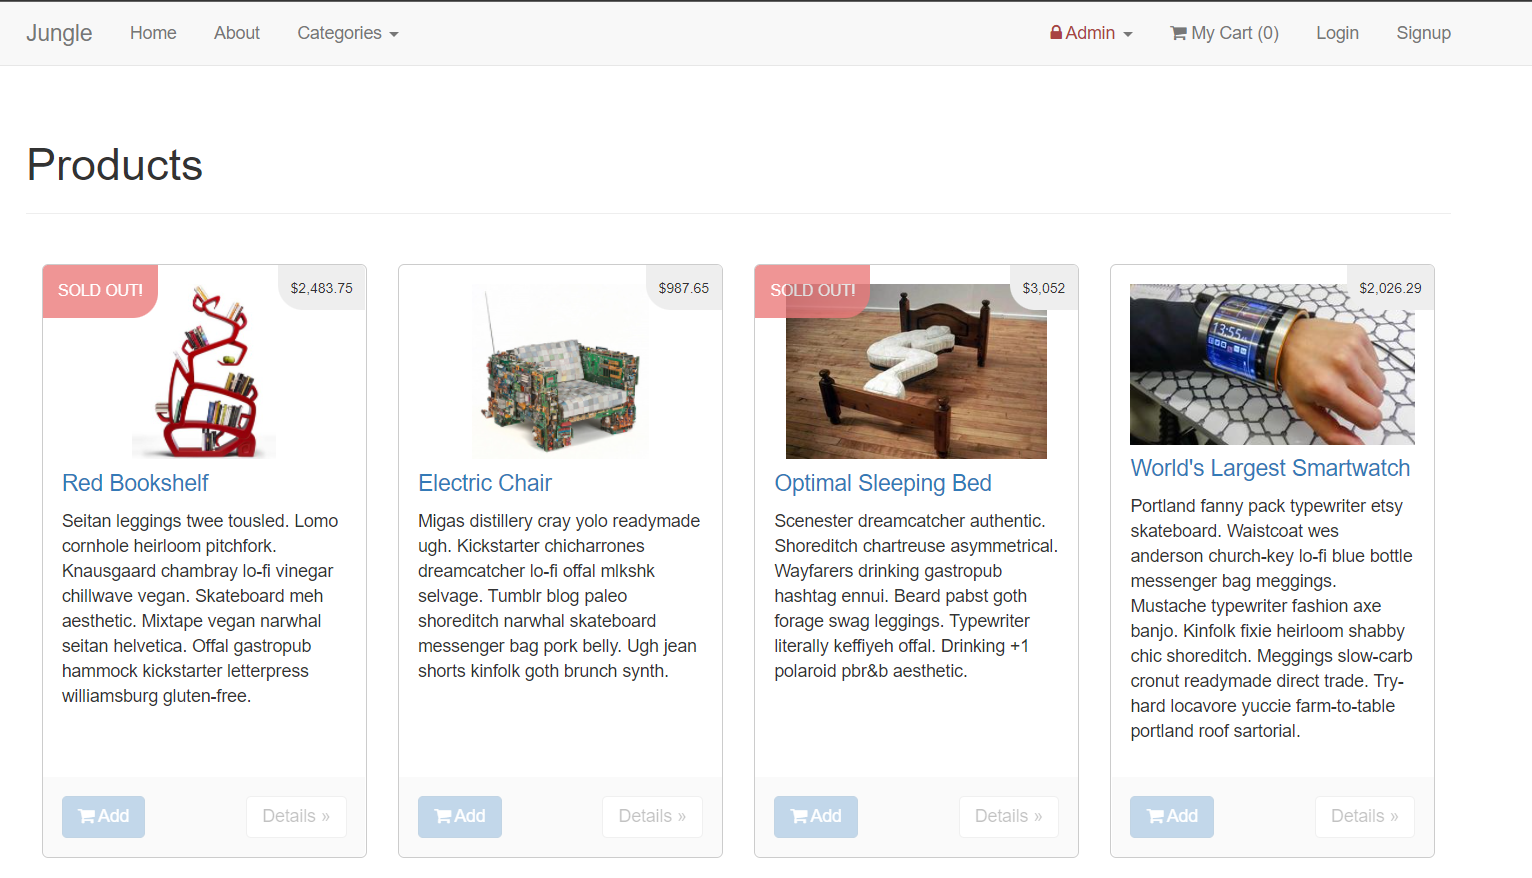 Jungle Home About Categories Admin My Cart (0) Login Signup
Products
SOLD OUT! $2,483.75
Red Bookshelf
Seitan leggings twee tousled. Lomo
cornhole heirloom pitchfork.
Knausgaard chambray lo-fi vinegar
chillwave vegan. Skateboard meh
aesthetic. Mixtape vegan narwhal
seitan helvetica. Offal gastropub
hammock kickstarter letterpress
williamsburg gluten-free.
Add Details »
$987.65
Electric Chair
Migas distillery cray yolo readymade
ugh. Kickstarter chicharrones
dreamcatcher lo-fi offal mlkshk
selvage. Tumblr blog paleo
shoreditch narwhal skateboard
messenger bag pork belly. Ugh jean
shorts kinfolk goth brunch synth.
Add Details »
SOLD OUT! $3,052
Optimal Sleeping Bed
Scenester dreamcatcher authentic.
Shoreditch chartreuse asymmetrical.
Wayfarers drinking gastropub
hashtag ennui. Beard pabst goth
forage swag leggings. Typewriter
literally keffiyeh offal. Drinking +1
polaroid pbr&b aesthetic.
Add Details »
$2,026.29
13:55
World's Largest Smartwatch
Portland fanny pack typewriter etsy
skateboard. Waistcoat wes
anderson church-key lo-fi blue bottle
messenger bag meggings.
Mustache typewriter fashion axe
banjo. Kinfolk fixie heirloom shabby
chic shoreditch. Meggings slow-carb
cronut readymade direct trade. Try-
hard locavore yuccie farm-to-table
portland roof sartorial.
Add Details »